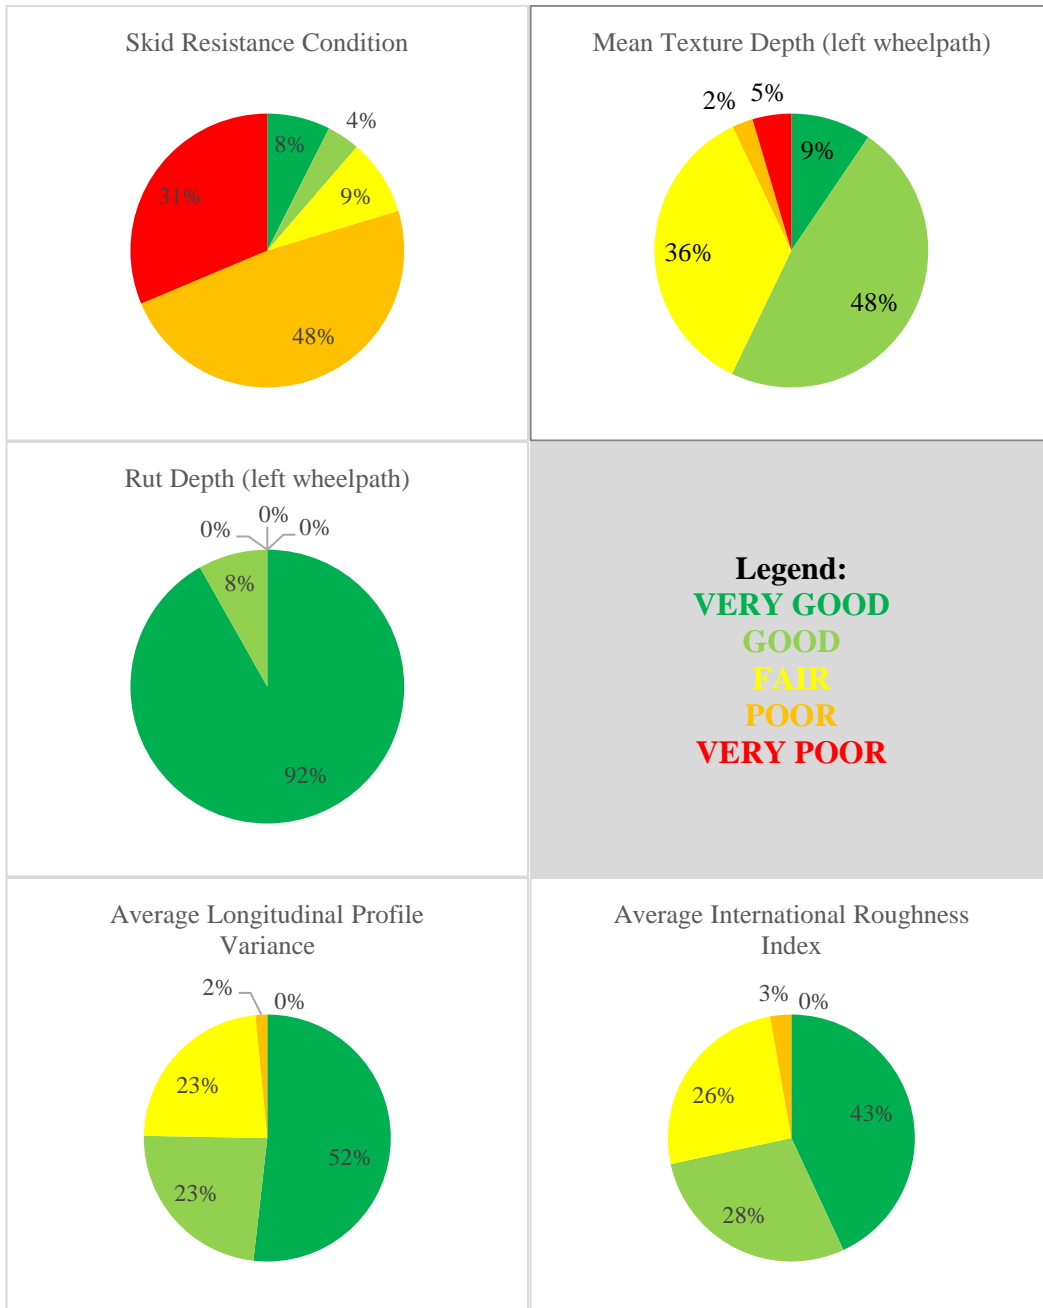 Skid Resistance Condition
8%
4%
9%
48%
31%
Mean Texture Depth (left wheelpath)
2%
5%
9%
36%
48%
Rut Depth (left wheelpath)
0%
0%
0%
8%
92%
Legend:
VERY GOOD
GOOD
FAIR
POOR
VERY POOR
Average Longitudinal Profile
Variance
2%
0%
23%
52%
23%
Average International Roughness
Index
3%
0%
26%
43%
28%